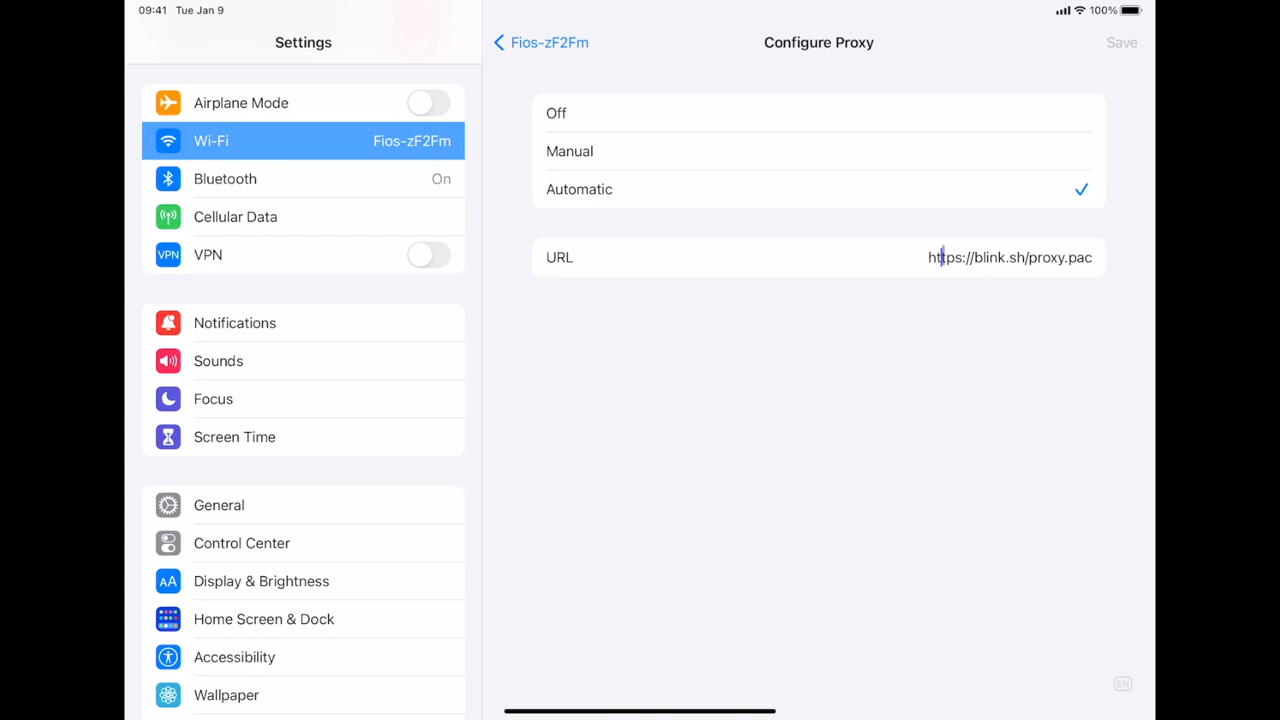 09:41 Tue Jan 9
100%
Settings
Airplane Mode
Wi-Fi Fios-zF2Fm
Bluetooth On
Cellular Data
VPN VPN
Notifications
Sounds
Focus
Screen Time
General
Control Center
AA Display & Brightness
Home Screen & Dock
Accessibility
Wallpaper
Fios-zF2Fm Configure Proxy Save
Off
Manual
Automatic
URL https://blink.sh/proxy.pac
EN